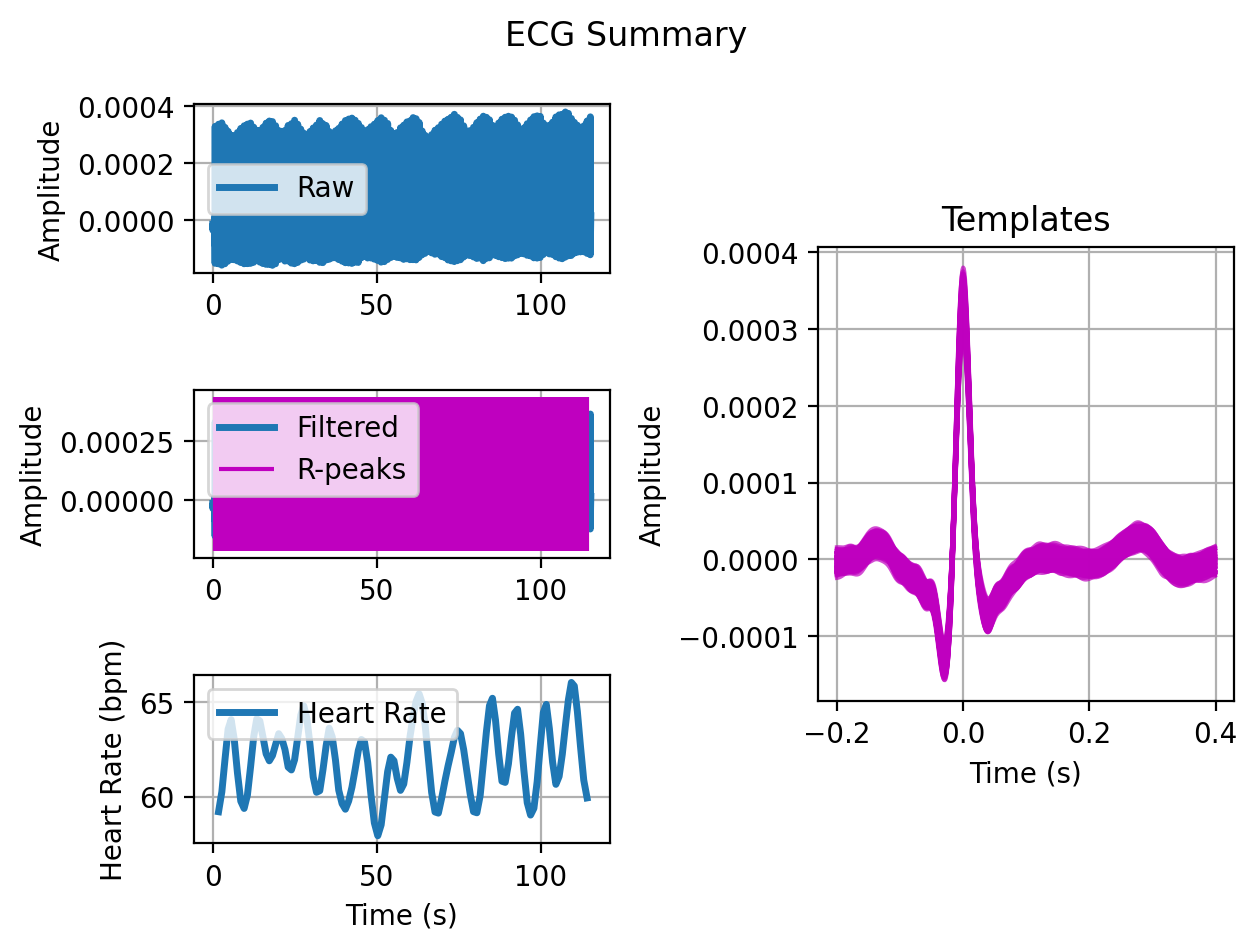 ECG Summary
0.0004
0.0002
0.0000
Amplitude
Raw
0 50 100
0.00025
0.00000
Amplitude
Filtered
R-peaks
0 50 100
65
60
Heart Rate (bpm)
Heart Rate
0 50 100
Time (s)
Templates
0.0004
0.0003
0.0002
0.0001
0.0000
−0.0001
Amplitude
−0.2 0.0 0.2 0.4
Time (s)